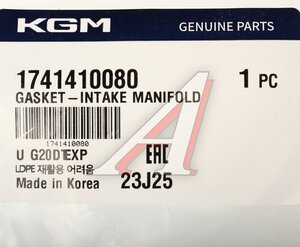 KGM GENUINE PARTS
1741410080 1 PC
GASKET-INTAKE MANIFOLD
1741410080
U G20DTEXP EAC
LDPE 재활용 어려움
Made in Korea 23J25